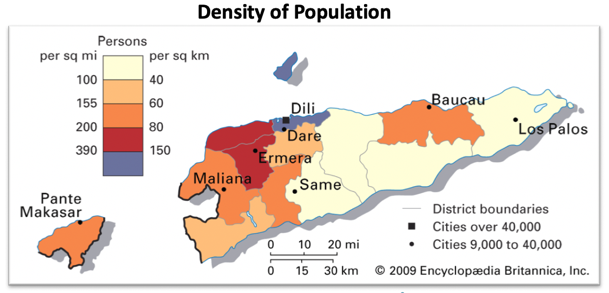 Density of Population
Persons
per sq mi per sq km
100 40
155 60
200 80
390 150
Dili
Dare
Ermera
Maliana
Same
Baucau
Los Palos
Pante
Makasar
District boundaries
Cities over 40,000
Cities 9,000 to 40,000
0 10 20 mi
0 15 30 km
© 2009 Encyclopædia Britannica, Inc.